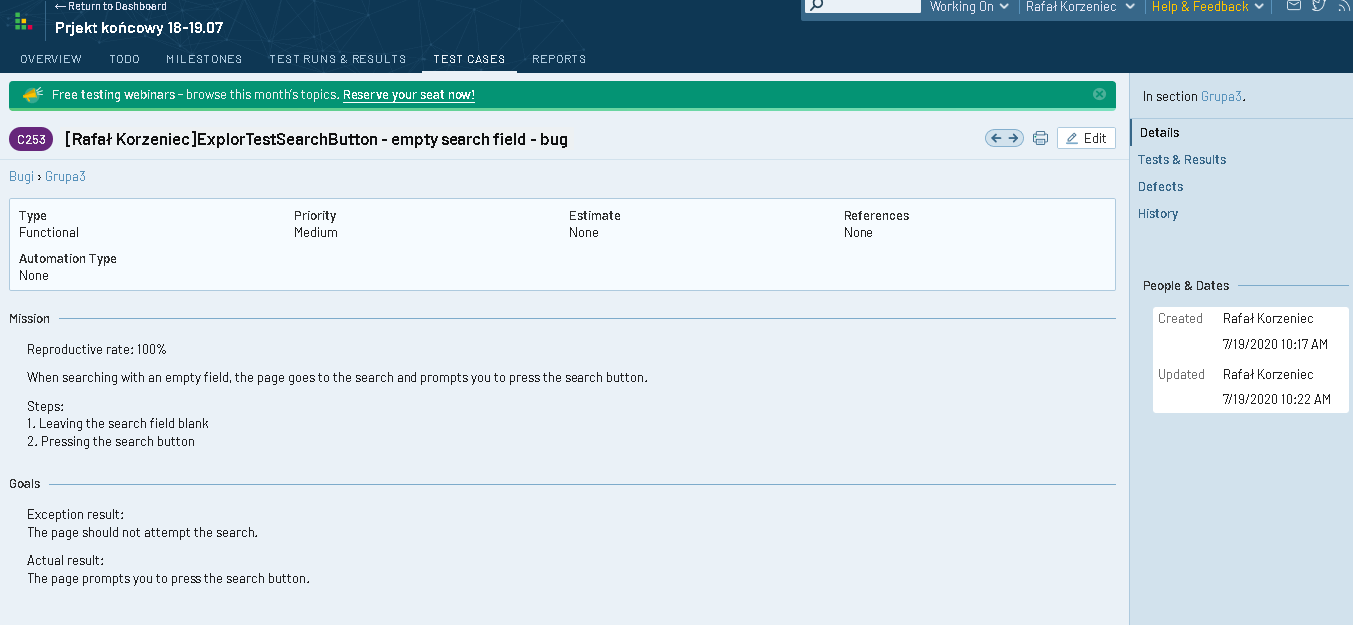 ← Return to Dashboard
Prjekt końcowy 18-19.07
Working On
Rafał Korzeniec
Help & Feedback
OVERVIEW
TODO
MILESTONES
TEST RUNS & RESULTS
TEST CASES
REPORTS
Free testing webinars - browse this month's topics. Reserve your seat now!
C253
[Rafał Korzeniec]ExplorTestSearchButton - empty search field - bug
Edit
Bugi › Grupa3
Type
Priority
Estimate
References
Functional
Medium
None
None
Automation Type
None
Mission
Reproductive rate: 100%
When searching with an empty field, the page goes to the search and prompts you to press the search button.
Steps:
1. Leaving the search field blank
2. Pressing the search button
Goals
Exception result:
The page should not attempt the search.
Actual result:
The page prompts you to press the search button.
In section Grupa3.
Details
Tests & Results
Defects
History
People & Dates
Created Rafał Korzeniec
7/19/2020 10:17 AM
Updated Rafał Korzeniec
7/19/2020 10:22 AM